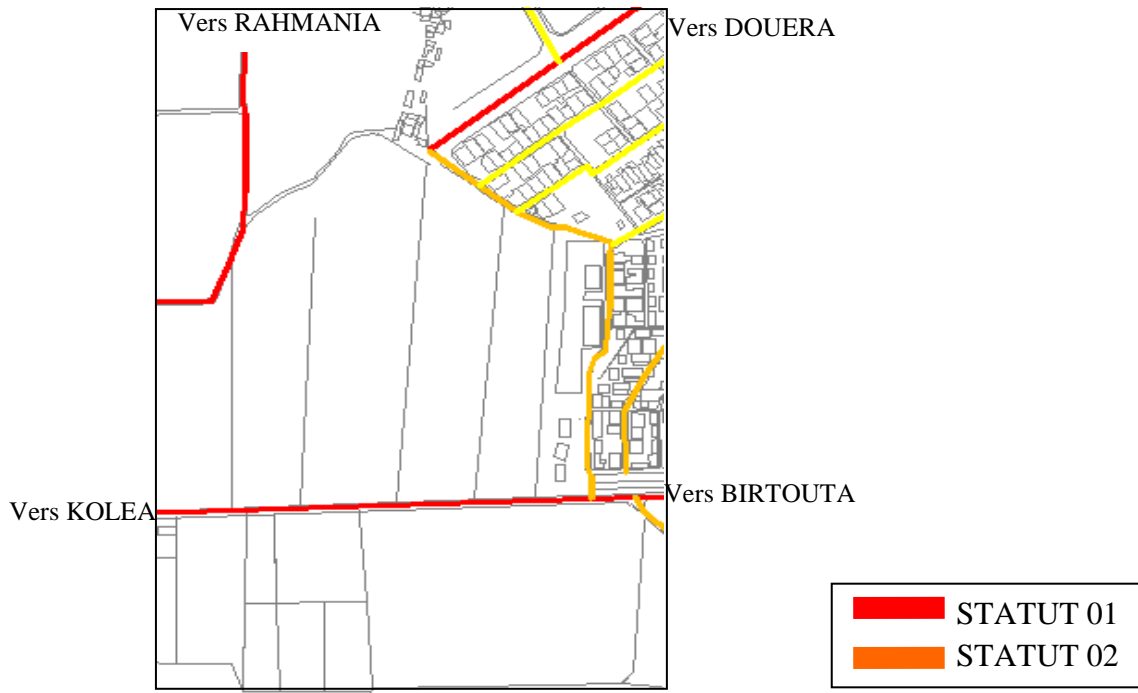 Vers RAHMANIA
Vers DOUERA
Vers KOLEA
Vers BIRTOUTA
STATUT 01
STATUT 02